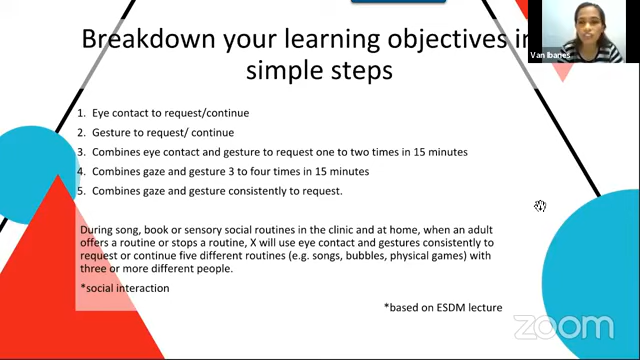 Breakdown your learning objectives in
simple steps
Van Ibanes
1. Eye contact to request/continue
2. Gesture to request/ continue
3. Combines eye contact and gesture to request one to two times in 15 minutes
4. Combines gaze and gesture 3 to four times in 15 minutes
5. Combines gaze and gesture consistently to request.
During song, book or sensory social routines in the clinic and at home, when an adult
offers a routine or stops a routine, X will use eye contact and gestures consistently to
request or continue five different routines (e.g. songs, bubbles, physical games) with
three or more different people.
*social interaction
*based on ESDM lecture
zoom